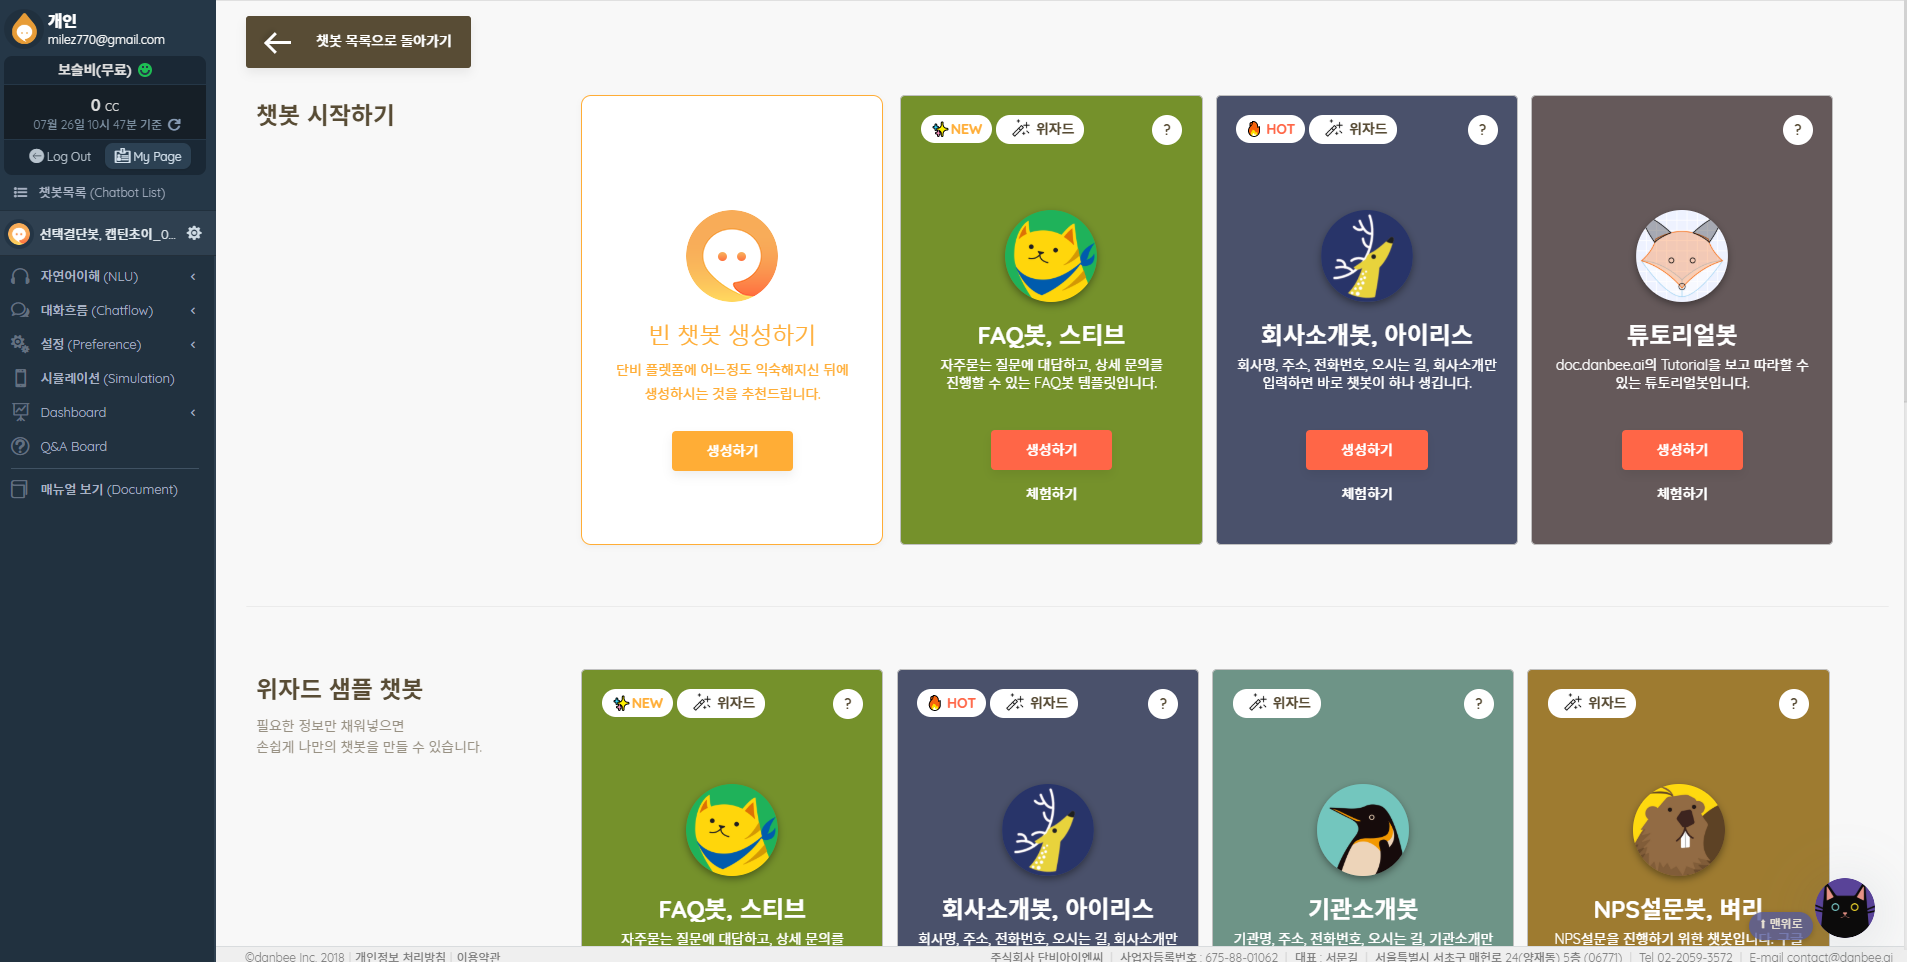 개인
milez770@gmail.com
보슬비(무료)
0 cc
07월 26일 10시 47분 기준
Log Out
My Page
챗봇목록 (Chatbot List)
선택결단봇, 캡틴초이_0...
자연어이해 (NLU)
대화흐름 (Chatflow)
설정 (Preference)
시뮬레이션 (Simulation)
Dashboard
Q&A Board
매뉴얼 보기 (Document)
챗봇 목록으로 돌아가기
챗봇 시작하기
빈 챗봇 생성하기
단비 플렛폼에 어느정도 익숙해지신 뒤에
생성하시는 것을 추천드립니다.
생성하기
NEW
위자드
?
FAQ봇, 스티브
자주묻는 질문에 대답하고, 상세 문의를
진행할 수 있는 FAQ봇 템플릿입니다.
생성하기
체험하기
HOT
위자드
?
회사소개봇, 아이리스
회사명, 주소, 전화번호, 오시는 길, 회사소개만
입력하면 바로 챗봇이 하나 생깁니다.
생성하기
체험하기
?
튜토리얼봇
doc.danbee.ai의 Tutorial을 보고 따라할 수
있는 튜토리얼봇입니다.
생성하기
체험하기
위자드 샘플 챗봇
필요한 정보만 채워넣으면
손쉽게 나만의 챗봇을 만들 수 있습니다.
NEW
위자드
?
FAQ봇, 스티브
자주묻는 질문에 대답하고, 상세 문의를
HOT
위자드
?
회사소개봇, 아이리스
회사명, 주소, 전화번호, 오시는 길, 회사소개만
위자드
?
기관소개봇
기관명, 주소, 전화번호, 오시는 길, 기관소개만
위자드
?
NPS설문봇, 벼리
NPS설문을 진행하기 위한 챗봇입니다. 구글
맨위로
©danbee Inc. 2018 | 개인정보 처리방침 | 이용약관
주식회사 단비아이엔씨 | 사업자등록번호 : 675-88-01062 | 대표 : 서문길 | 서울특별시 서초구 매헌로 24(양재동) 5층 (06771) | Tel 02-2059-3572 | E-mail contact@danbee.ai